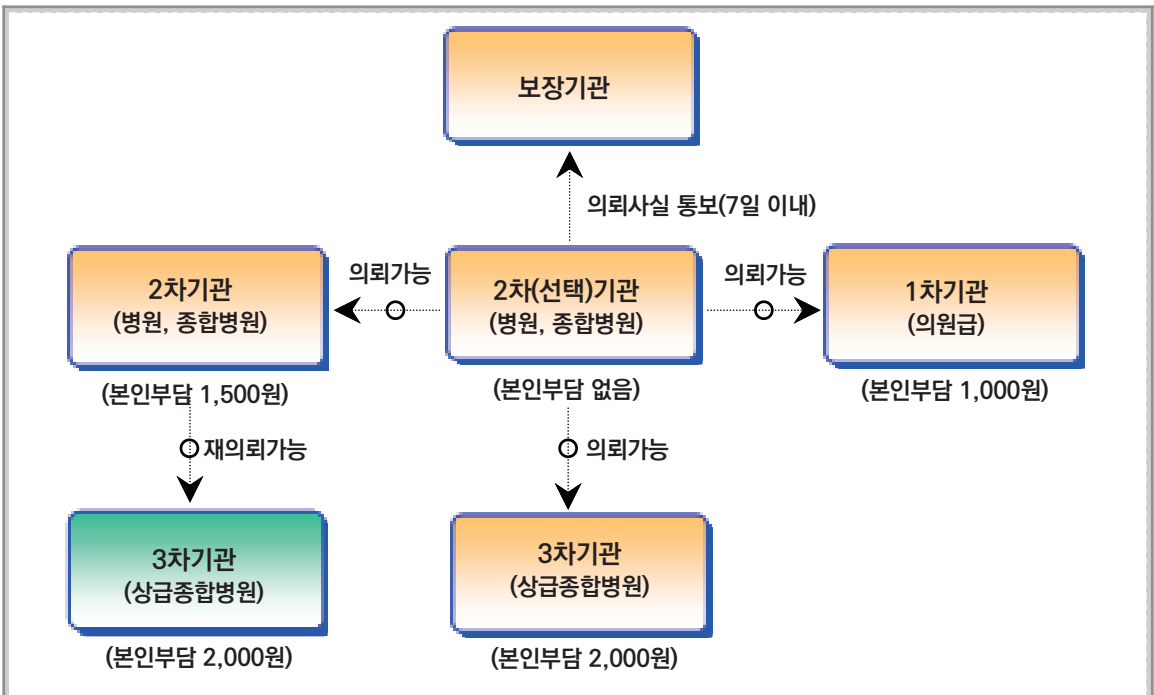 보장기관
의뢰사실 통보(7일 이내)
2차기관
(병원, 종합병원)
(본인부담 1,500원)
의뢰가능
2차(선택)기관
(병원, 종합병원)
(본인부담 없음)
의뢰가능
1차기관
(의원급)
(본인부담 1,000원)
재의뢰가능
의뢰가능
3차기관
(상급종합병원)
(본인부담 2,000원)
3차기관
(상급종합병원)
(본인부담 2,000원)